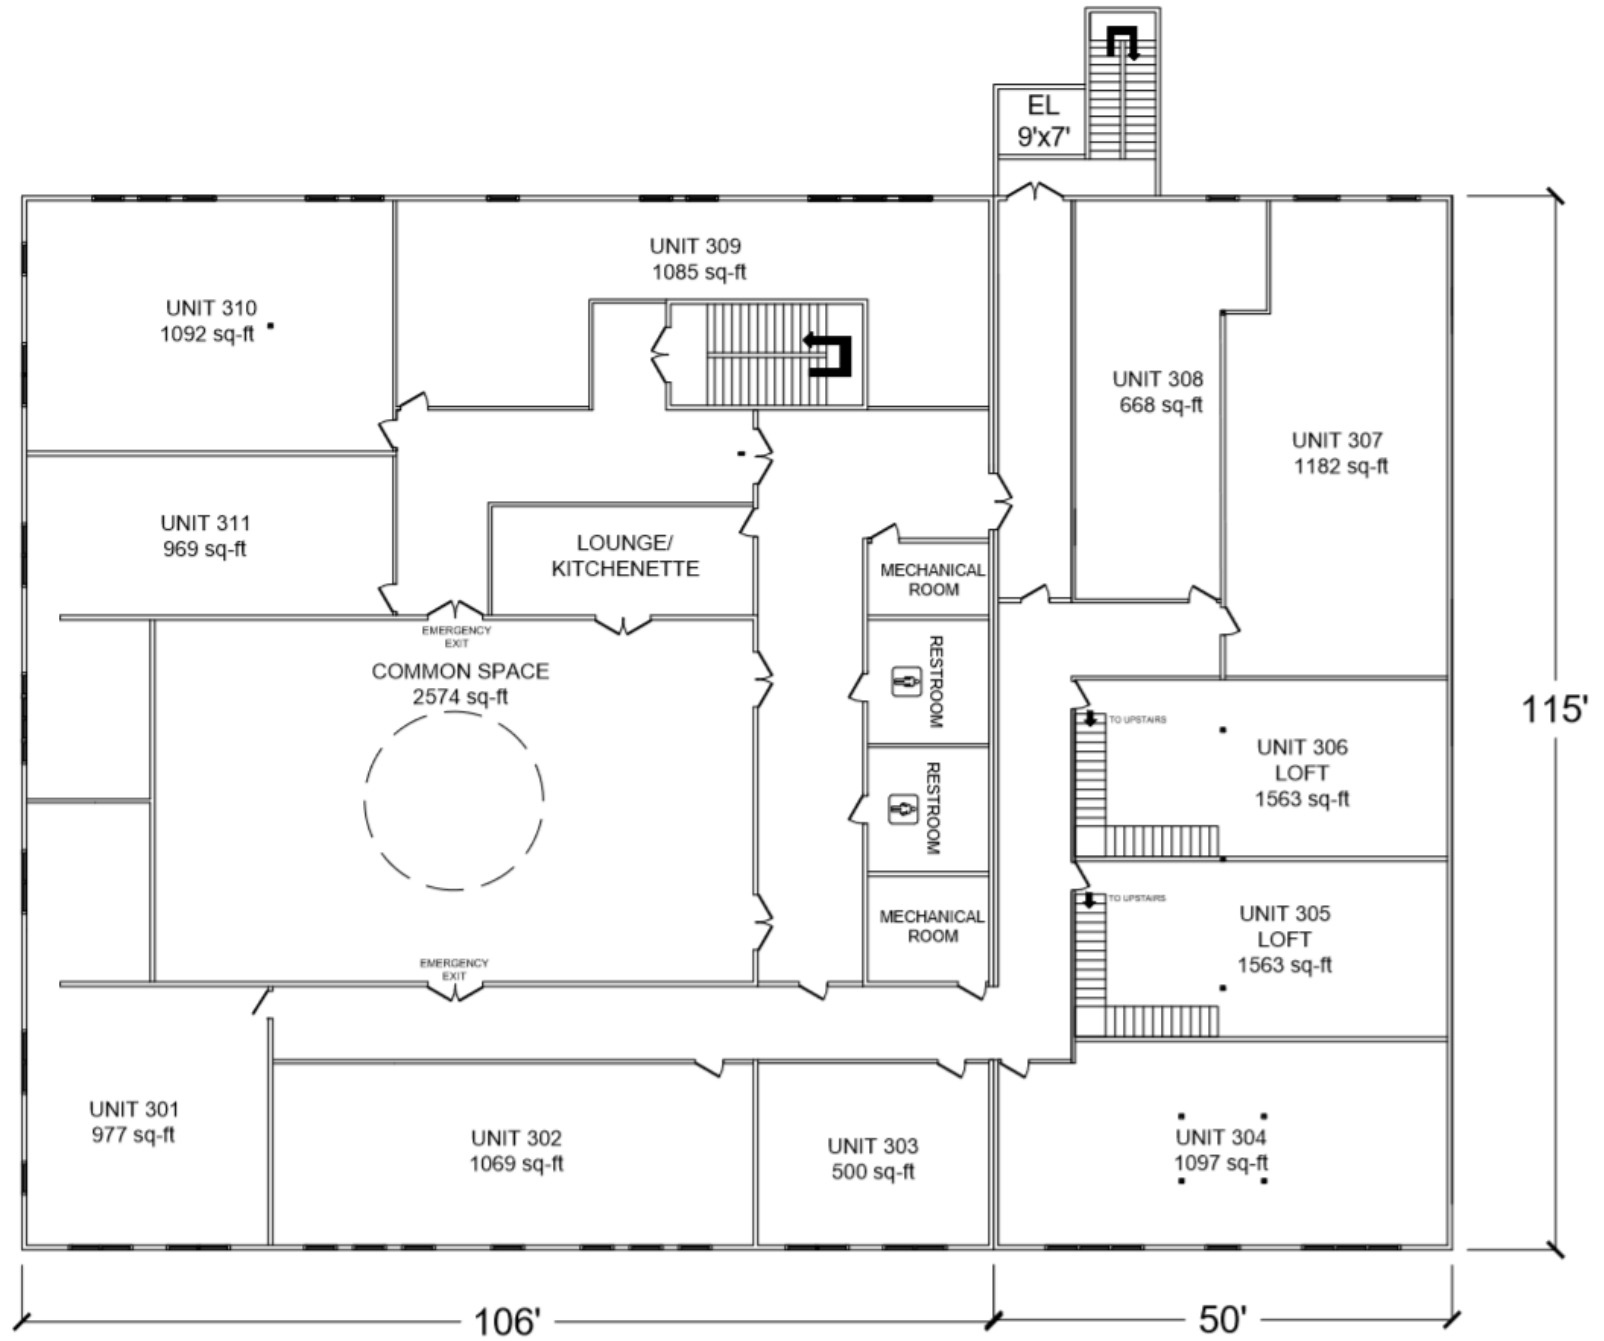 EL
9'x7'
UNIT 309
1085 sq-ft
UNIT 310
1092 sq-ft
UNIT 308
668 sq-ft
UNIT 307
1182 sq-ft
UNIT 311
969 sq-ft
LOUNGE/
KITCHENETTE
MECHANICAL
ROOM
EMERGENCY
EXIT
COMMON SPACE
2574 sq-ft
RESTROOM
115'
TO UPSTAIRS
UNIT 306
LOFT
1563 sq-ft
RESTROOM
MECHANICAL
ROOM
TO UPSTAIRS
UNIT 305
LOFT
1563 sq-ft
EMERGENCY
EXIT
UNIT 301
977 sq-ft
UNIT 302
1069 sq-ft
UNIT 303
500 sq-ft
UNIT 304
1097 sq-ft
106'
50'